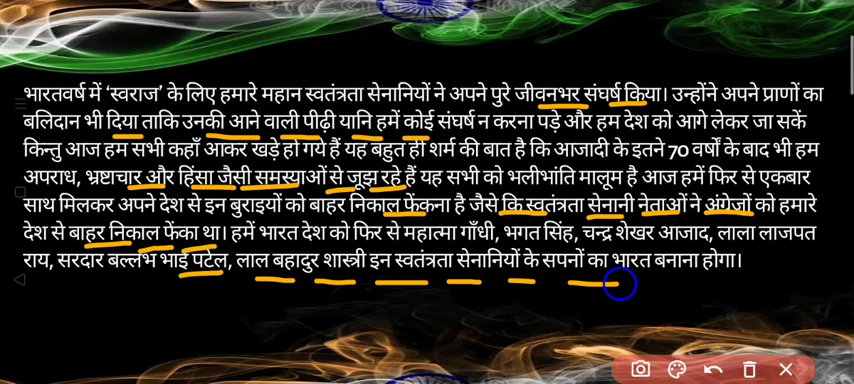 भारतवर्ष में ‘स्वराज’ के लिए हमारे महान स्वतंत्रता सेनानियों ने अपने पुरे जीवनभर संघर्ष किया। उन्होंने अपने प्राणों का
बलिदान भी दिया ताकि उनकी आने वाली पीढ़ी यानि हमें कोई संघर्ष न करना पड़े और हम देश को आगे लेकर जा सकें
किन्तु आज हम सभी कहाँ आकर खड़े हो गये हैं यह बहुत ही शर्म की बात है कि आजादी के इतने 70 वर्षों के बाद भी हम
अपराध, भ्रष्टाचार और हिंसा जैसी समस्याओं से जूझ रहे हैं यह सभी को भलीभांति मालूम है आज हमें फिर से एकबार
साथ मिलकर अपने देश से इन बुराइयों को बाहर निकाल फेंकना है जैसे कि स्वतंत्रता सेनानी नेताओं ने अंग्रेजों को हमारे
देश से बाहर निकाल फेंका था। हमें भारत देश को फिर से महात्मा गाँधी, भगत सिंह, चन्द्र शेखर आजाद, लाला लाजपत
राय, सरदार बल्लभ भाई पटेल, लाल बहादुर शास्त्री इन स्वतंत्रता सेनानियों के सपनों का भारत बनाना होगा।